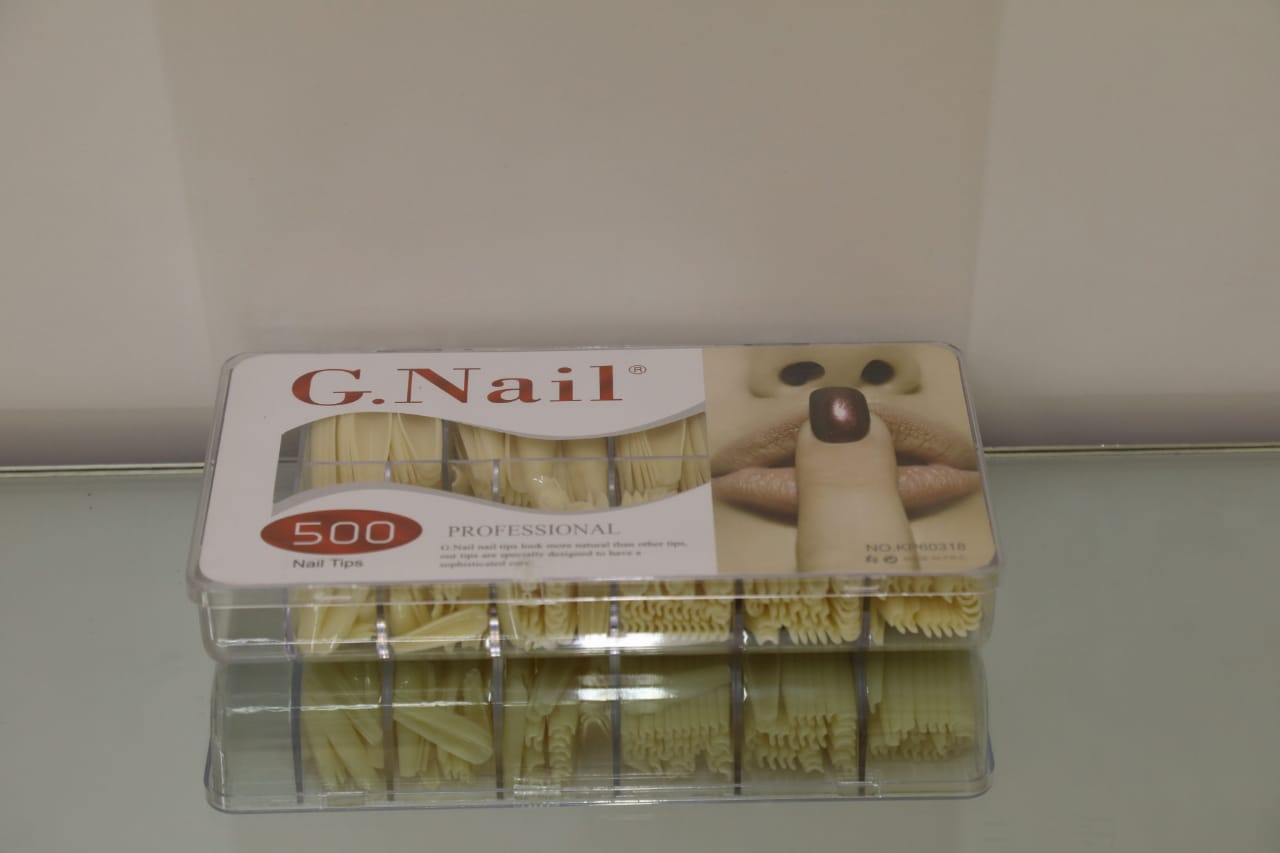 G.Nail®
500
Nail Tips
PROFESSIONAL
G.Nail nail tips look more natural than other tips,
our tips are specialty designed to have a
sophisticated
NO.KP60318